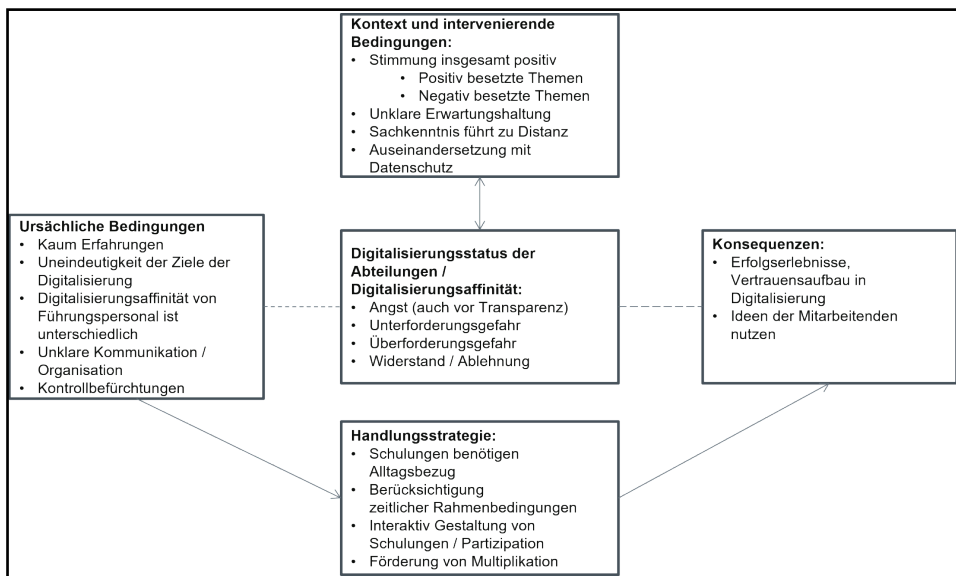 Kontext und intervenierende
Bedingungen:
• Stimmung insgesamt positiv
• Positiv besetzte Themen
• Negativ besetzte Themen
• Unklare Erwartungshaltung
• Sachkenntnis führt zu Distanz
• Auseinandersetzung mit
Datenschutz
Ursächliche Bedingungen
• Kaum Erfahrungen
• Uneindeutigkeit der Ziele der
Digitalisierung
• Digitalisierungsaffinität von
Führungspersonal ist
unterschiedlich
• Unklare Kommunikation /
Organisation
• Kontrollbefürchtungen
Digitalisierungsstatus der
Abteilungen /
Digitalisierungsaffinität:
• Angst (auch vor Transparenz)
• Unterforderungsgefahr
• Überforderungsgefahr
• Widerstand / Ablehnung
Konsequenzen:
• Erfolgserlebnisse,
Vertrauensaufbau in
Digitalisierung
• Ideen der Mitarbeitenden
nutzen
Handlungsstrategie:
• Schulungen benötigen
Alltagsbezug
• Berücksichtigung
zeitlicher Rahmenbedingungen
• Interaktiv Gestaltung von
Schulungen / Partizipation
• Förderung von Multiplikation